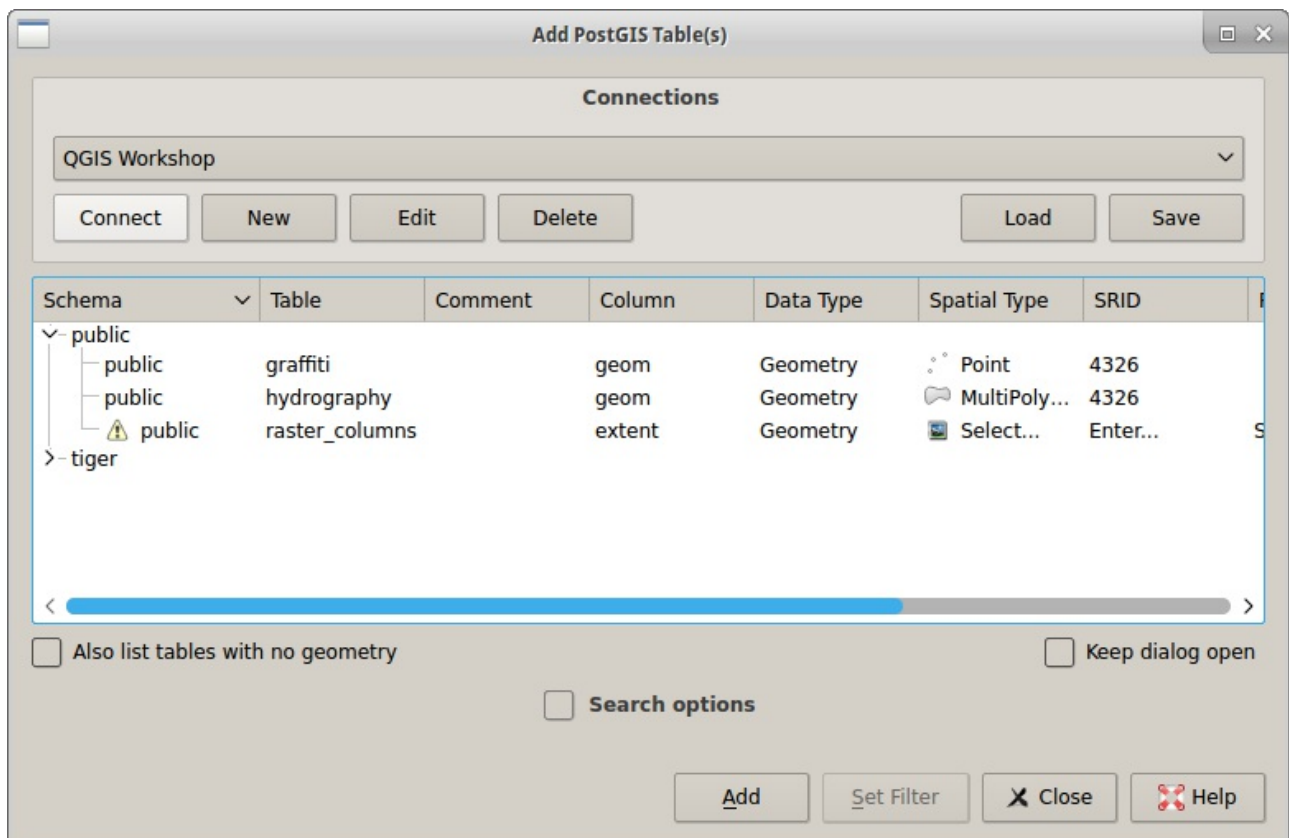 Add PostGIS Table(s)
Connections
QGIS Workshop
Connect New Edit Delete Load Save
Schema Table Comment Column Data Type Spatial Type SRID
public
public graffiti geom Geometry Point 4326
public hydrography geom Geometry MultiPoly... 4326
public raster_columns extent Geometry Select... Enter... S
tiger
Also list tables with no geometry Keep dialog open
Search options
Add Set Filter Close Help